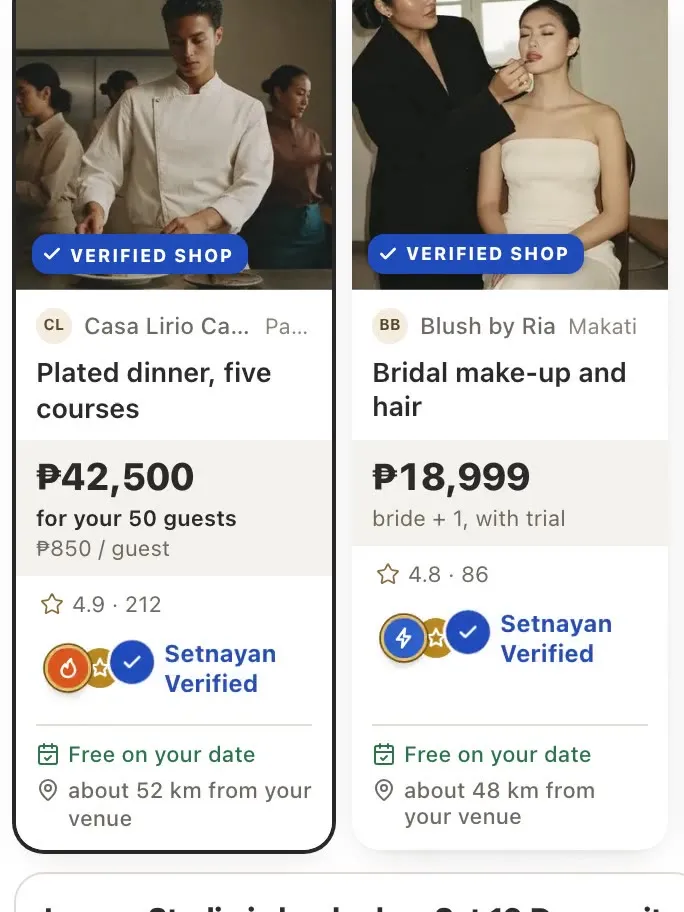 VERIFIED SHOP
CL Casa Lirio Ca... Pa...
Plated dinner, five
courses
₱42,500
for your 50 guests
₱850 / guest
4.9 · 212
Setnayan
Verified
Free on your date
about 52 km from your
venue
VERIFIED SHOP
BB Blush by Ria Makati
Bridal make-up and
hair
₱18,999
bride + 1, with trial
4.8 · 86
Setnayan
Verified
Free on your date
about 48 km from
your venue